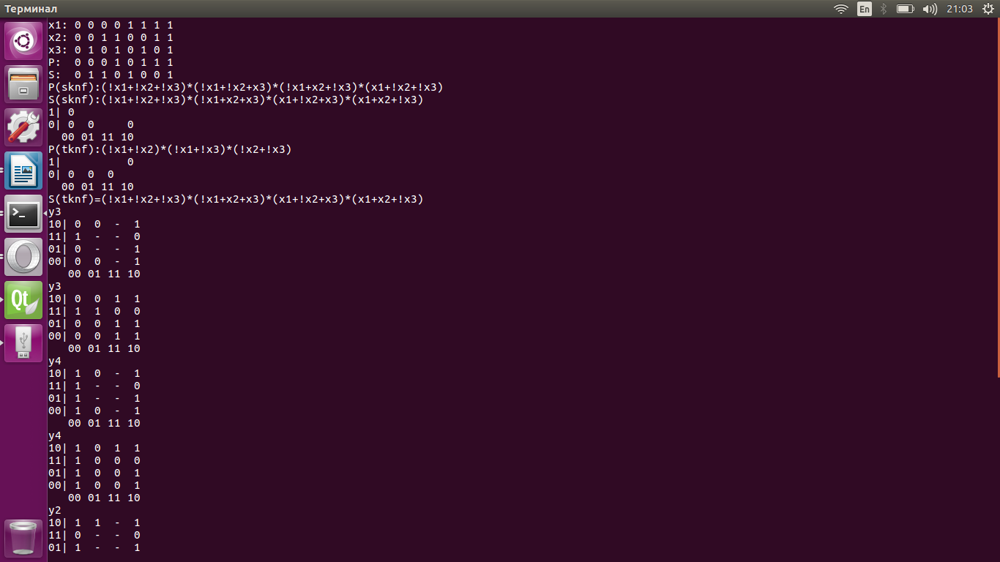 Терминал
En
21:03
x1: 0 0 0 0 1 1 1 1
x2: 0 0 1 1 0 0 1 1
x3: 0 1 0 1 0 1 0 1
P:  0 0 0 1 0 1 1 1
S:  0 1 1 0 1 0 0 1
P(sknf):(!x1+!x2+!x3)*(!x1+!x2+x3)*(!x1+x2+!x3)*(x1+!x2+!x3)
S(sknf):(!x1+!x2+!x3)*(!x1+x2+x3)*(x1+!x2+x3)*(x1+x2+!x3)
1| 0
0| 0  0     0
  00 01 11 10
P(tknf):(!x1+!x2)*(!x1+!x3)*(!x2+!x3)
1|          0
0| 0  0  0
  00 01 11 10
S(tknf)=(!x1+!x2+!x3)*(!x1+x2+x3)*(x1+!x2+x3)*(x1+x2+!x3)
y3
10| 0  0  -  1
11| 1  -  -  0
01| 0  -  -  1
00| 0  0  -  1
   00 01 11 10
y3
10| 0  0  1  1
11| 1  1  0  0
01| 0  0  1  1
00| 0  0  1  1
   00 01 11 10
y4
10| 1  0  -  1
11| 1  -  -  0
01| 1  -  -  1
00| 1  0  -  1
   00 01 11 10
y4
10| 1  0  1  1
11| 1  0  0  0
01| 1  0  0  1
00| 1  0  0  1
   00 01 11 10
y2
10| 1  1  -  1
11| 0  -  -  0
01| 1  -  -  1
Qt